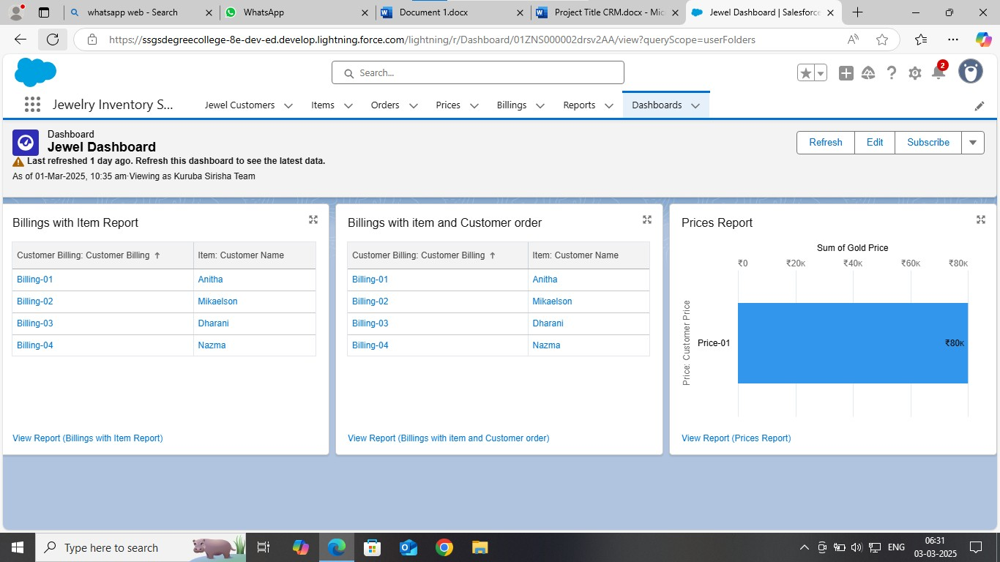 whatsapp web - Search
WhatsApp
Document 1.docx
Project Title CRM.docx - Mic
Jewel Dashboard | Salesforce
https://ssgsdegreecollege-8e-dev-ed.develop.lightning.force.com/lightning/r/Dashboard/01ZNS000002drsv2AA/view?queryScope=userFolders
Search...
2
Jewelry Inventory S...
Jewel Customers
Items
Orders
Prices
Billings
Reports
Dashboards
Dashboard
Jewel Dashboard
Last refreshed 1 day ago. Refresh this dashboard to see the latest data.
As of 01-Mar-2025, 10:35 am·Viewing as Kuruba Sirisha Team
Refresh
Edit
Subscribe
Billings with Item Report
Customer Billing: Customer Billing ↑ Item: Customer Name
Billing-01 Anitha
Billing-02 Mikaelson
Billing-03 Dharani
Billing-04 Nazma
View Report (Billings with Item Report)
Billings with item and Customer order
Customer Billing: Customer Billing ↑ Item: Customer Name
Billing-01 Anitha
Billing-02 Mikaelson
Billing-03 Dharani
Billing-04 Nazma
View Report (Billings with item and Customer order)
Prices Report
Sum of Gold Price
₹0 ₹20K ₹40K ₹60K ₹80K
Price: Customer Price
Price-01
₹80K
View Report (Prices Report)
Type here to search
ENG
06:31
03-03-2025